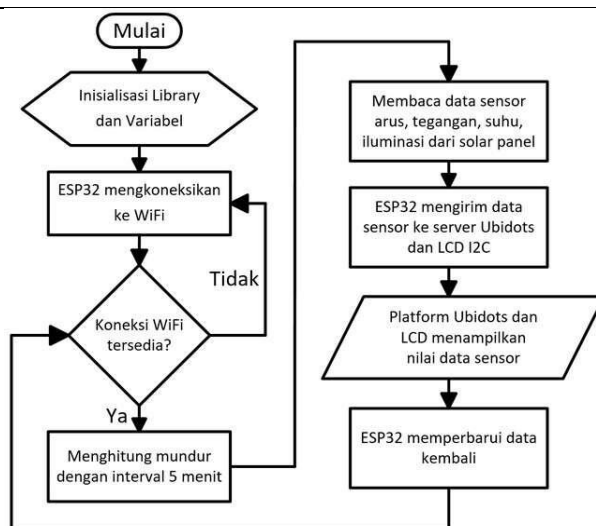 Mulai
Inisialisasi Library
dan Variabel
ESP32 mengkoneksikan
ke WiFi
Tidak
Koneksi WiFi
tersedia?
Ya
Menghitung mundur
dengan interval 5 menit
Membaca data sensor
arus, tegangan, suhu,
iluminasi dari solar panel
ESP32 mengirim data
sensor ke server Ubidots
dan LCD I2C
Platform Ubidots dan
LCD menampilkan
nilai data sensor
ESP32 memperbarui data
kembali